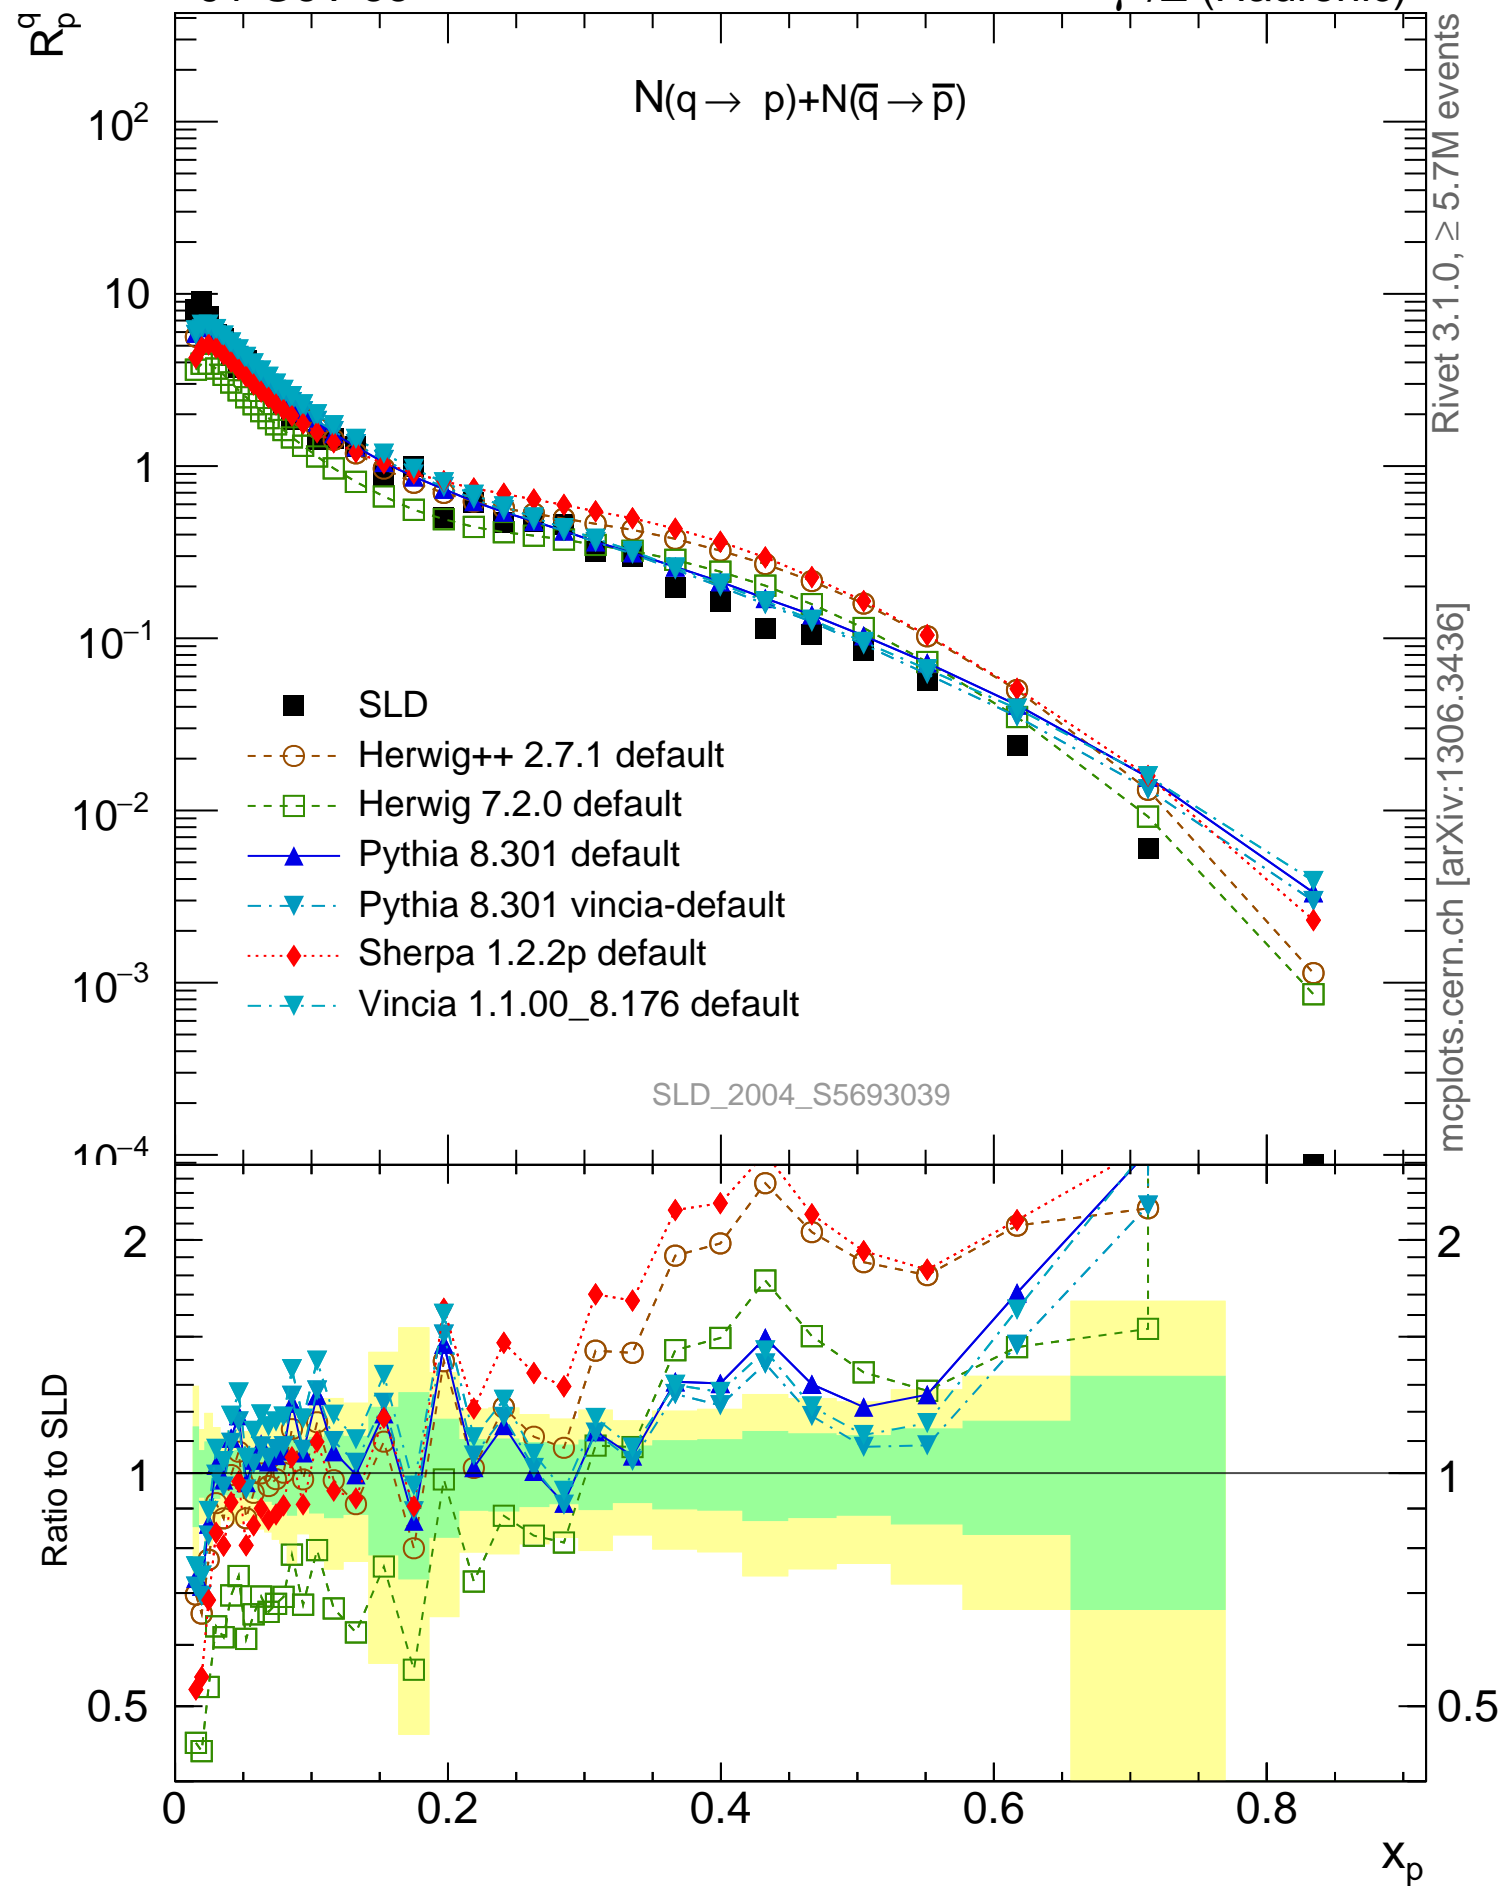 R_p^q
N(q → p)+N(q̅ → p̅)
10²
10
1
10⁻¹
10⁻²
10⁻³
10⁻⁴
SLD
Herwig++ 2.7.1 default
Herwig 7.2.0 default
Pythia 8.301 default
Pythia 8.301 vincia-default
Sherpa 1.2.2p default
Vincia 1.1.00_8.176 default
SLD_2004_S5693039
Rivet 3.1.0, ≥ 5.7M events
mcplots.cern.ch [arXiv:1306.3436]
Ratio to SLD
2
1
0.5
2
1
0.5
0
0.2
0.4
0.6
0.8
x_p